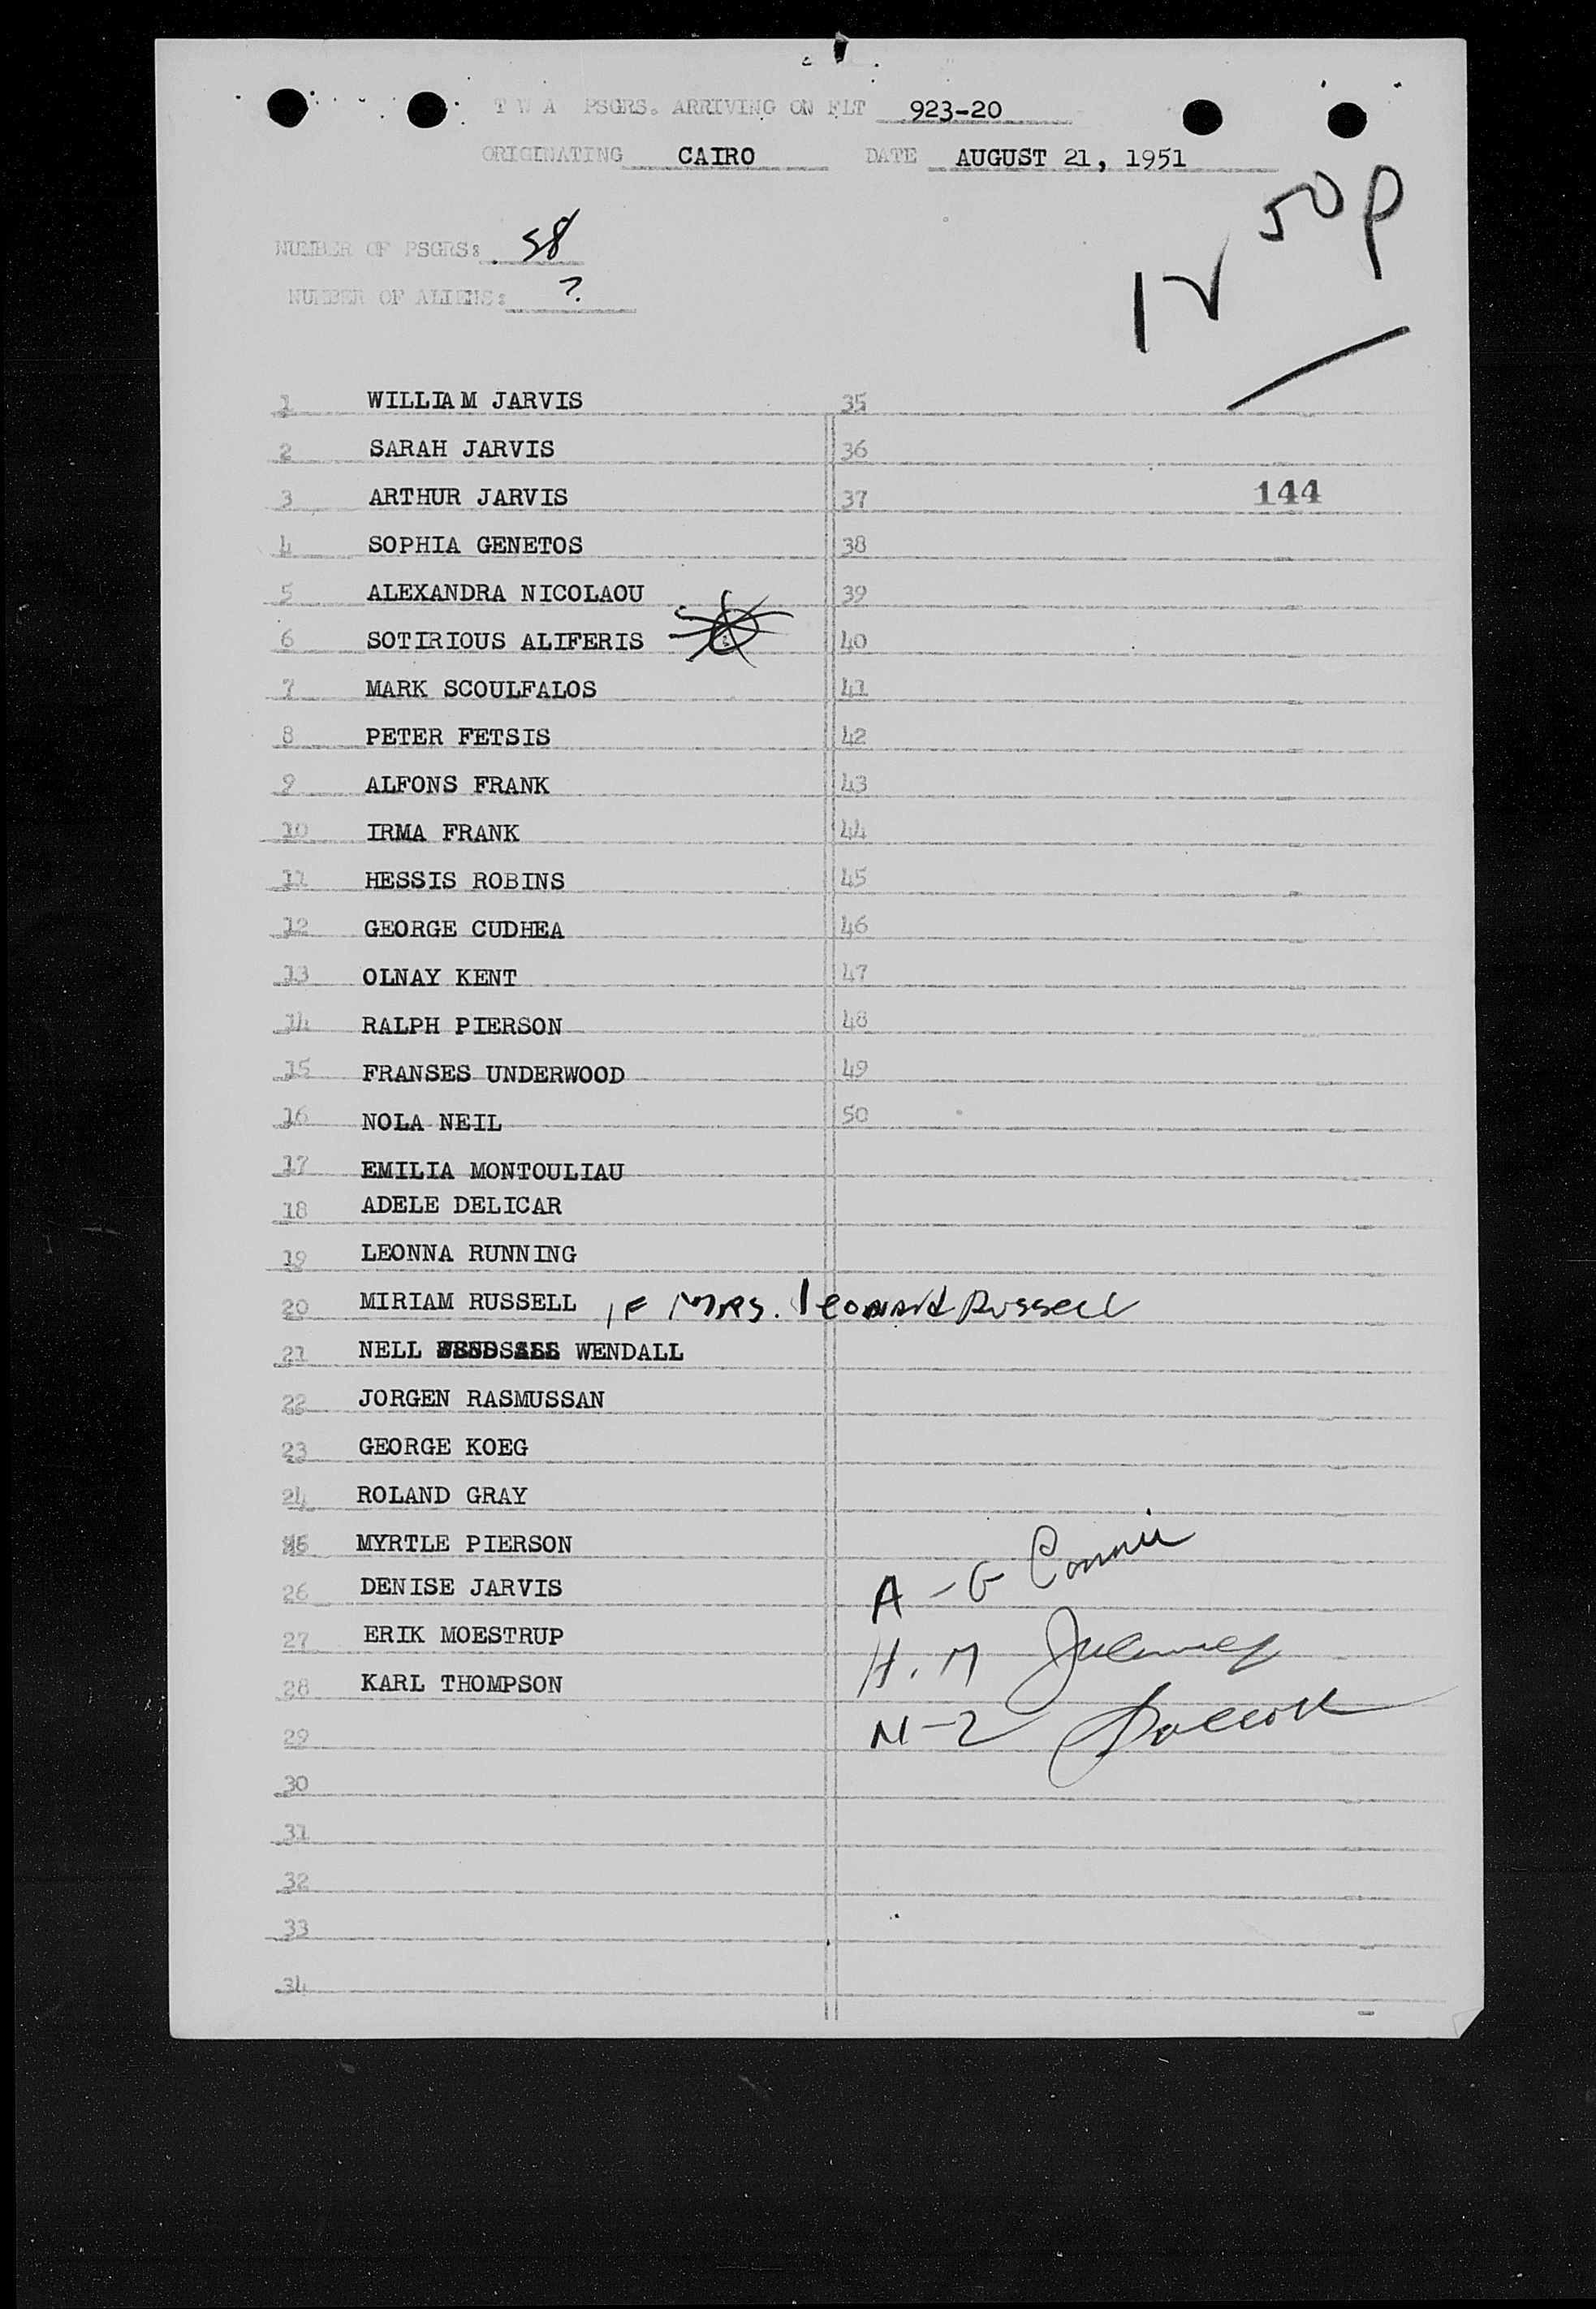 T W A PSGRS. ARRIVING ON FLT 923-20
ORIGINATING CAIRO DATE AUGUST 21, 1951
50p
NUMBER OF PSGRS: 58
NUMBER OF ALIENS: ?
1 WILLIAM JARVIS 35
2 SARAH JARVIS 36
3 ARTHUR JARVIS 37 144
4 SOPHIA GENETOS 38
5 ALEXANDRA NICOLAOU 39
6 SOTIRIOUS ALIFERIS 40
7 MARK SCOULFALOS 41
8 PETER FETSIS 42
9 ALFONS FRANK 43
10 IRMA FRANK 44
11 HESSIS ROBINS 45
12 GEORGE CUDHEA 46
13 OLNAY KENT 47
14 RALPH PIERSON 48
15 FRANSES UNDERWOOD 49
16 NOLA NEIL 50
17 EMILIA MONTOULIAU
18 ADELE DELICAR
19 LEONNA RUNNING
20 MIRIAM RUSSELL IF MRS. Leonard Russell
21 NELL WENDALL
22 JORGEN RASMUSSAN
23 GEORGE KOEG
24 ROLAND GRAY
25 MYRTLE PIERSON
26 DENISE JARVIS A - G
27 ERIK MOESTRUP H. M
28 KARL THOMPSON
29 N-Z
30
31
32
33
34